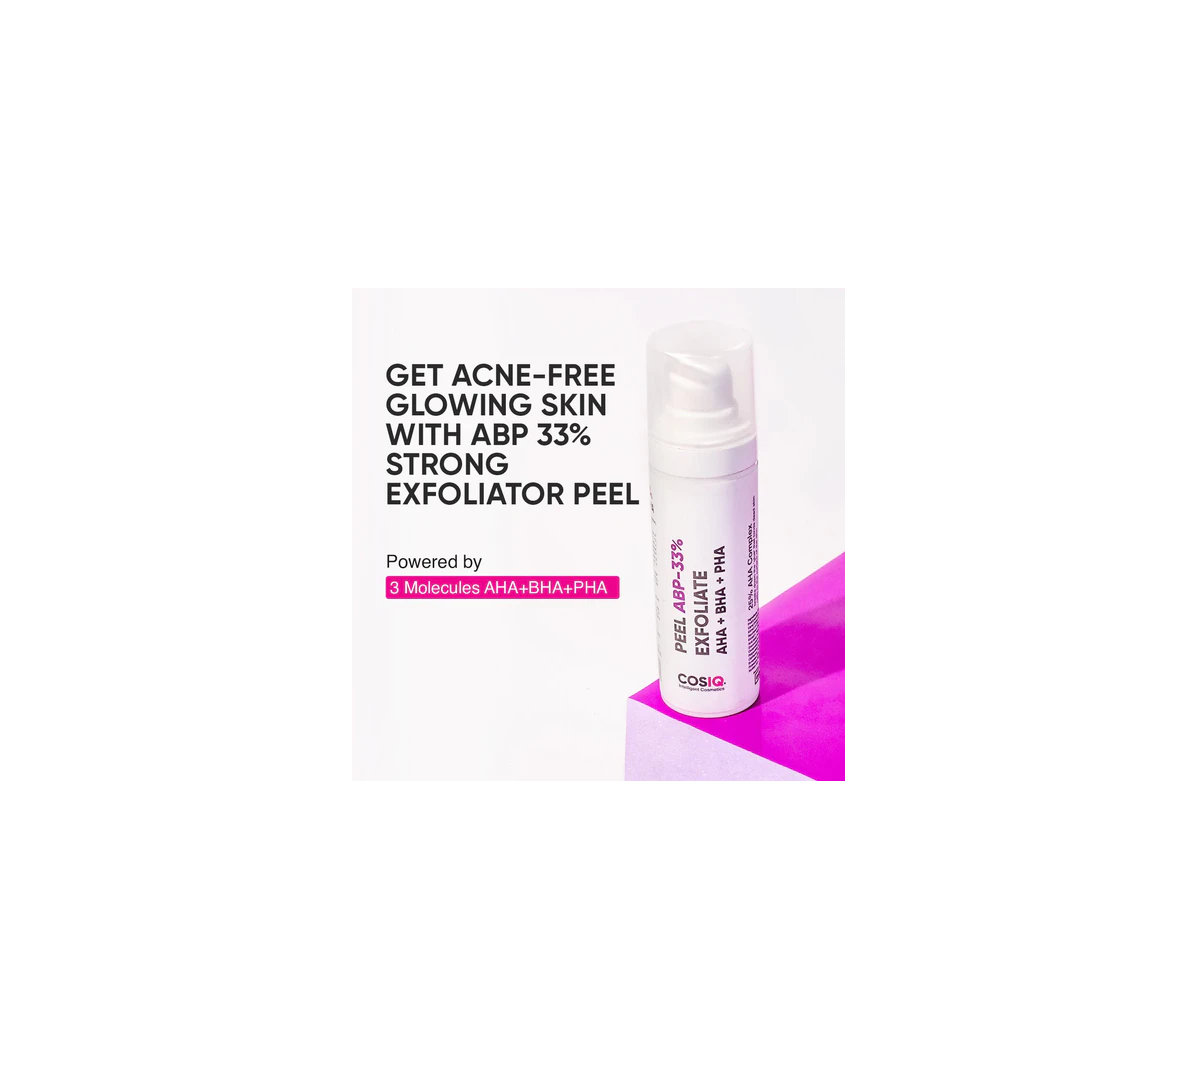 GET ACNE-FREE
GLOWING SKIN
WITH ABP 33%
STRONG
EXFOLIATOR PEEL
Powered by
3 Molecules AHA+BHA+PHA
PEEL ABP-33%
EXFOLIATE
AHA + BHA + PHA
COSIQ.
Intelligent Cosmetics
25% AHA Complex